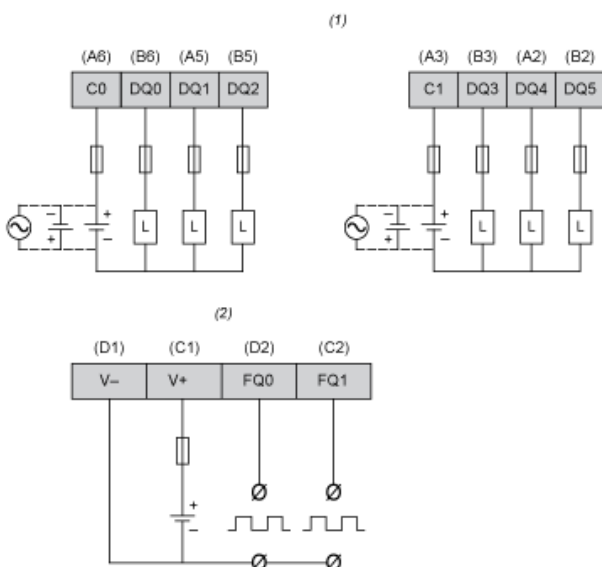 (1)
(A6) (B6) (A5) (B5)
C0 DQ0 DQ1 DQ2
(A3) (B3) (A2) (B2)
C1 DQ3 DQ4 DQ5
− + + −
L L L
− + + −
L L L
(2)
(D1) (C1) (D2) (C2)
V− V+ FQ0 FQ1
+
−